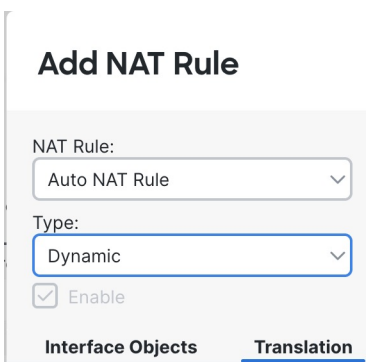 Add NAT Rule
NAT Rule:
Auto NAT Rule
Type:
Dynamic
Enable
Interface Objects Translation